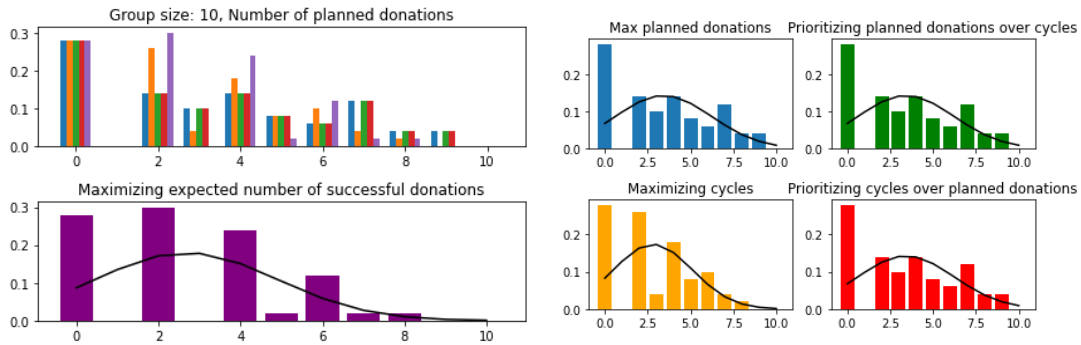 Group size: 10, Number of planned donations
0.3
0.2
0.1
0.0
0 2 4 6 8 10
Maximizing expected number of successful donations
0.3
0.2
0.1
0.0
0 2 4 6 8 10
Max planned donations
0.2
0.1
0.0
0.0 2.5 5.0 7.5 10.0
Prioritizing planned donations over cycles
0.2
0.1
0.0
0.0 2.5 5.0 7.5 10.0
Maximizing cycles
0.2
0.1
0.0
0.0 2.5 5.0 7.5 10.0
Prioritizing cycles over planned donations
0.2
0.1
0.0
0.0 2.5 5.0 7.5 10.0